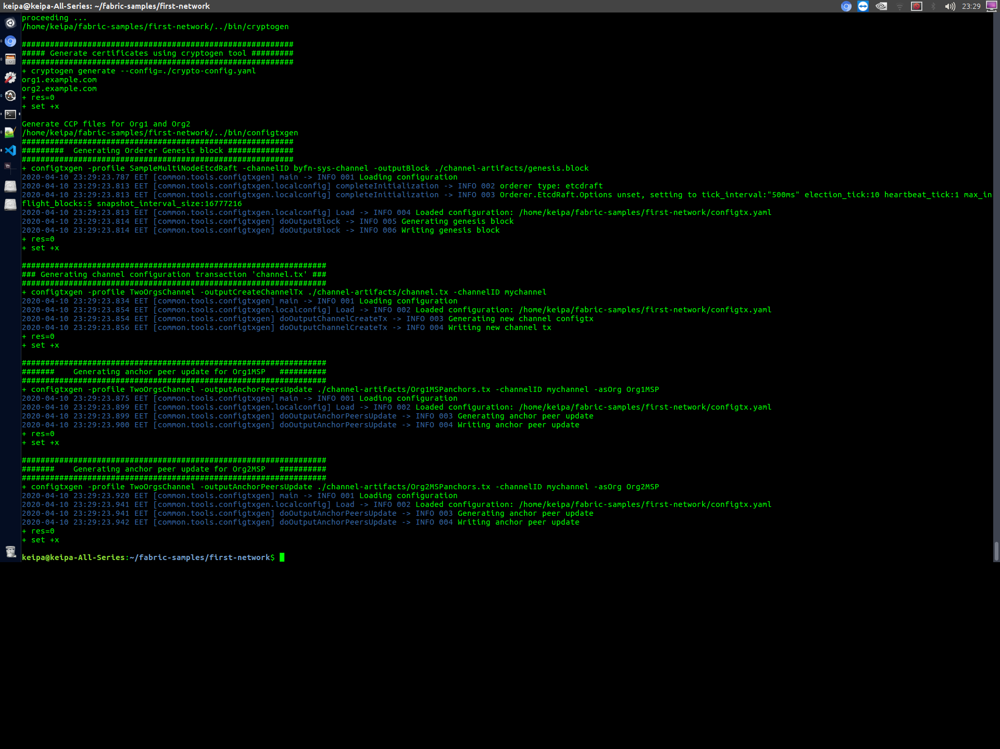 keipa@keipa-All-Series: ~/fabric-samples/first-network
23:29
proceeding ...
/home/keipa/fabric-samples/first-network/../bin/cryptogen
##########################################################
##### Generate certificates using cryptogen tool #########
##########################################################
+ cryptogen generate --config=./crypto-config.yaml
org1.example.com
org2.example.com
+ res=0
+ set +x
Generate CCP files for Org1 and Org2
/home/keipa/fabric-samples/first-network/../bin/configtxgen
##########################################################
#########  Generating Orderer Genesis block ##############
##########################################################
+ configtxgen -profile SampleMultiNodeEtcdRaft -channelID byfn-sys-channel -outputBlock ./channel-artifacts/genesis.block
2020-04-10 23:29:23.787 EET [common.tools.configtxgen] main -> INFO 001 Loading configuration
2020-04-10 23:29:23.813 EET [common.tools.configtxgen.localconfig] completeInitialization -> INFO 002 orderer type: etcdraft
2020-04-10 23:29:23.813 EET [common.tools.configtxgen.localconfig] completeInitialization -> INFO 003 Orderer.EtcdRaft.Options unset, setting to tick_interval:"500ms" election_tick:10 heartbeat_tick:1 max_in
flight_blocks:5 snapshot_interval_size:16777216
2020-04-10 23:29:23.813 EET [common.tools.configtxgen.localconfig] Load -> INFO 004 Loaded configuration: /home/keipa/fabric-samples/first-network/configtx.yaml
2020-04-10 23:29:23.814 EET [common.tools.configtxgen] doOutputBlock -> INFO 005 Generating genesis block
2020-04-10 23:29:23.814 EET [common.tools.configtxgen] doOutputBlock -> INFO 006 Writing genesis block
+ res=0
+ set +x
#################################################################
### Generating channel configuration transaction 'channel.tx' ###
#################################################################
+ configtxgen -profile TwoOrgsChannel -outputCreateChannelTx ./channel-artifacts/channel.tx -channelID mychannel
2020-04-10 23:29:23.834 EET [common.tools.configtxgen] main -> INFO 001 Loading configuration
2020-04-10 23:29:23.854 EET [common.tools.configtxgen.localconfig] Load -> INFO 002 Loaded configuration: /home/keipa/fabric-samples/first-network/configtx.yaml
2020-04-10 23:29:23.854 EET [common.tools.configtxgen] doOutputChannelCreateTx -> INFO 003 Generating new channel configtx
2020-04-10 23:29:23.856 EET [common.tools.configtxgen] doOutputChannelCreateTx -> INFO 004 Writing new channel tx
+ res=0
+ set +x
#################################################################
#######    Generating anchor peer update for Org1MSP   ##########
#################################################################
+ configtxgen -profile TwoOrgsChannel -outputAnchorPeersUpdate ./channel-artifacts/Org1MSPanchors.tx -channelID mychannel -asOrg Org1MSP
2020-04-10 23:29:23.875 EET [common.tools.configtxgen] main -> INFO 001 Loading configuration
2020-04-10 23:29:23.899 EET [common.tools.configtxgen.localconfig] Load -> INFO 002 Loaded configuration: /home/keipa/fabric-samples/first-network/configtx.yaml
2020-04-10 23:29:23.899 EET [common.tools.configtxgen] doOutputAnchorPeersUpdate -> INFO 003 Generating anchor peer update
2020-04-10 23:29:23.900 EET [common.tools.configtxgen] doOutputAnchorPeersUpdate -> INFO 004 Writing anchor peer update
+ res=0
+ set +x
#################################################################
#######    Generating anchor peer update for Org2MSP   ##########
#################################################################
+ configtxgen -profile TwoOrgsChannel -outputAnchorPeersUpdate ./channel-artifacts/Org2MSPanchors.tx -channelID mychannel -asOrg Org2MSP
2020-04-10 23:29:23.920 EET [common.tools.configtxgen] main -> INFO 001 Loading configuration
2020-04-10 23:29:23.941 EET [common.tools.configtxgen.localconfig] Load -> INFO 002 Loaded configuration: /home/keipa/fabric-samples/first-network/configtx.yaml
2020-04-10 23:29:23.941 EET [common.tools.configtxgen] doOutputAnchorPeersUpdate -> INFO 003 Generating anchor peer update
2020-04-10 23:29:23.942 EET [common.tools.configtxgen] doOutputAnchorPeersUpdate -> INFO 004 Writing anchor peer update
+ res=0
+ set +x
keipa@keipa-All-Series:~/fabric-samples/first-network$